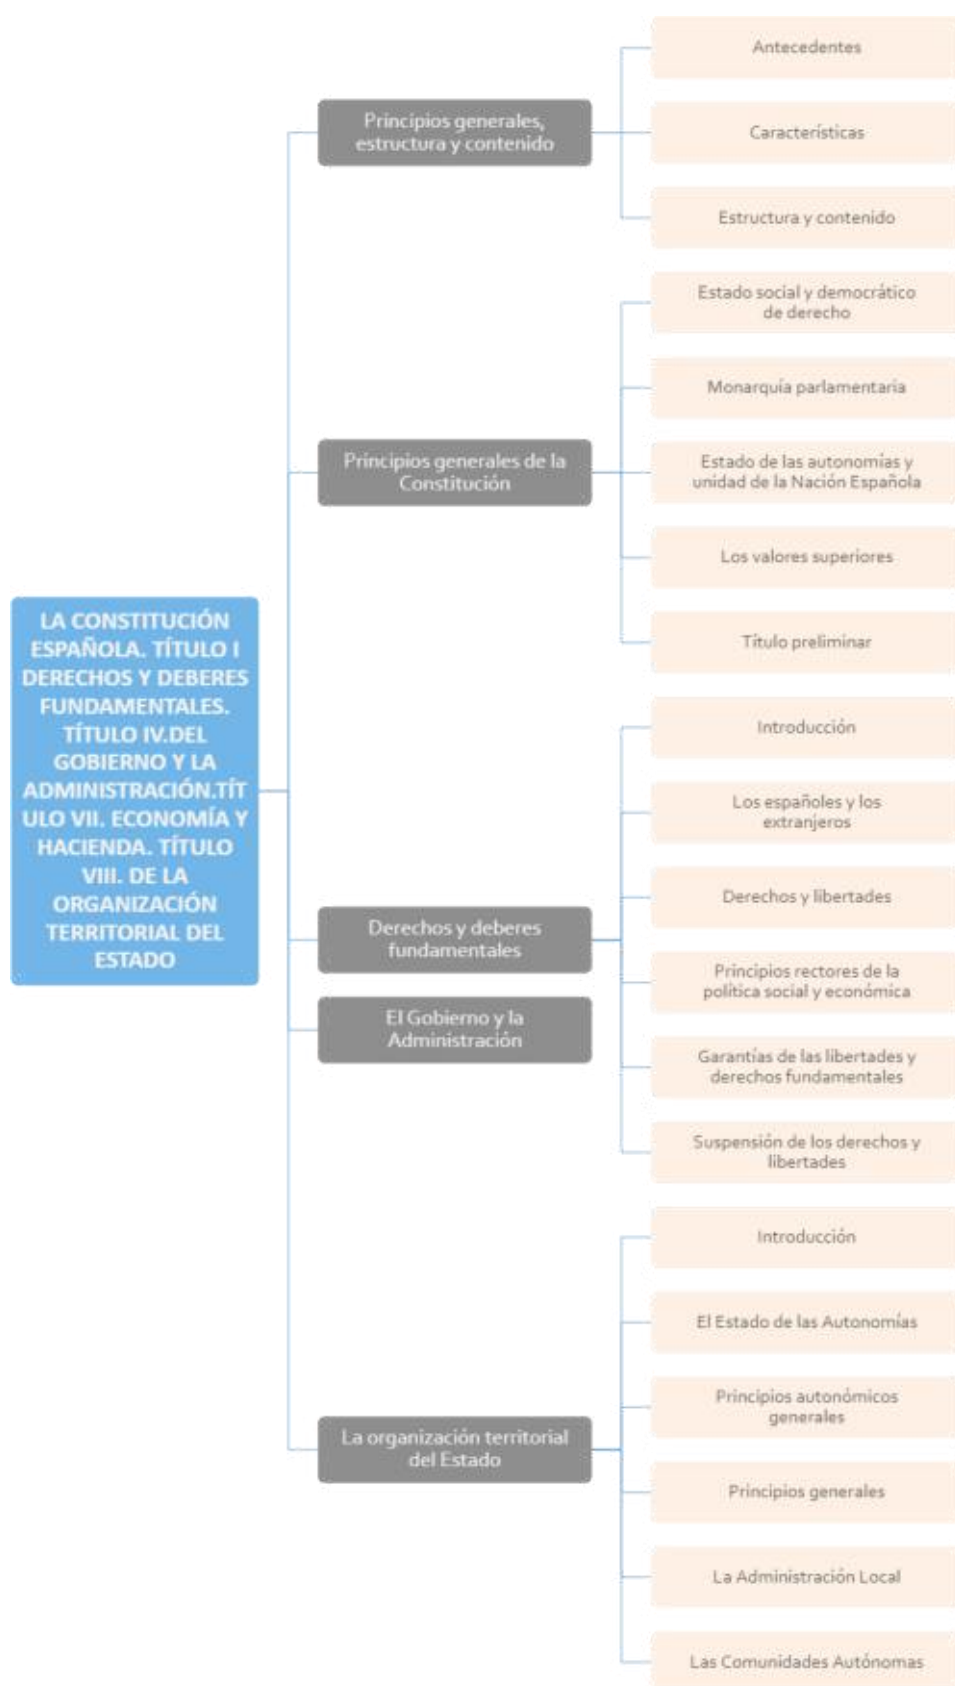 LA CONSTITUCIÓN
ESPAÑOLA. TÍTULO I
DERECHOS Y DEBERES
FUNDAMENTALES.
TÍTULO IV.DEL
GOBIERNO Y LA
ADMINISTRACIÓN.TÍT
ULO VII. ECONOMÍA Y
HACIENDA. TÍTULO
VIII. DE LA
ORGANIZACIÓN
TERRITORIAL DEL
ESTADO
Principios generales,
estructura y contenido
Antecedentes
Características
Estructura y contenido
Principios generales de la
Constitución
Estado social y democrático
de derecho
Monarquía parlamentaria
Estado de las autonomías y
unidad de la Nación Española
Los valores superiores
Título preliminar
Derechos y deberes
fundamentales
Introducción
Los españoles y los
extranjeros
Derechos y libertades
Principios rectores de la
política social y económica
Garantías de las libertades y
derechos fundamentales
Suspensión de los derechos y
libertades
El Gobierno y la
Administración
La organización territorial
del Estado
Introducción
El Estado de las Autonomías
Principios autonómicos
generales
Principios generales
La Administración Local
Las Comunidades Autónomas